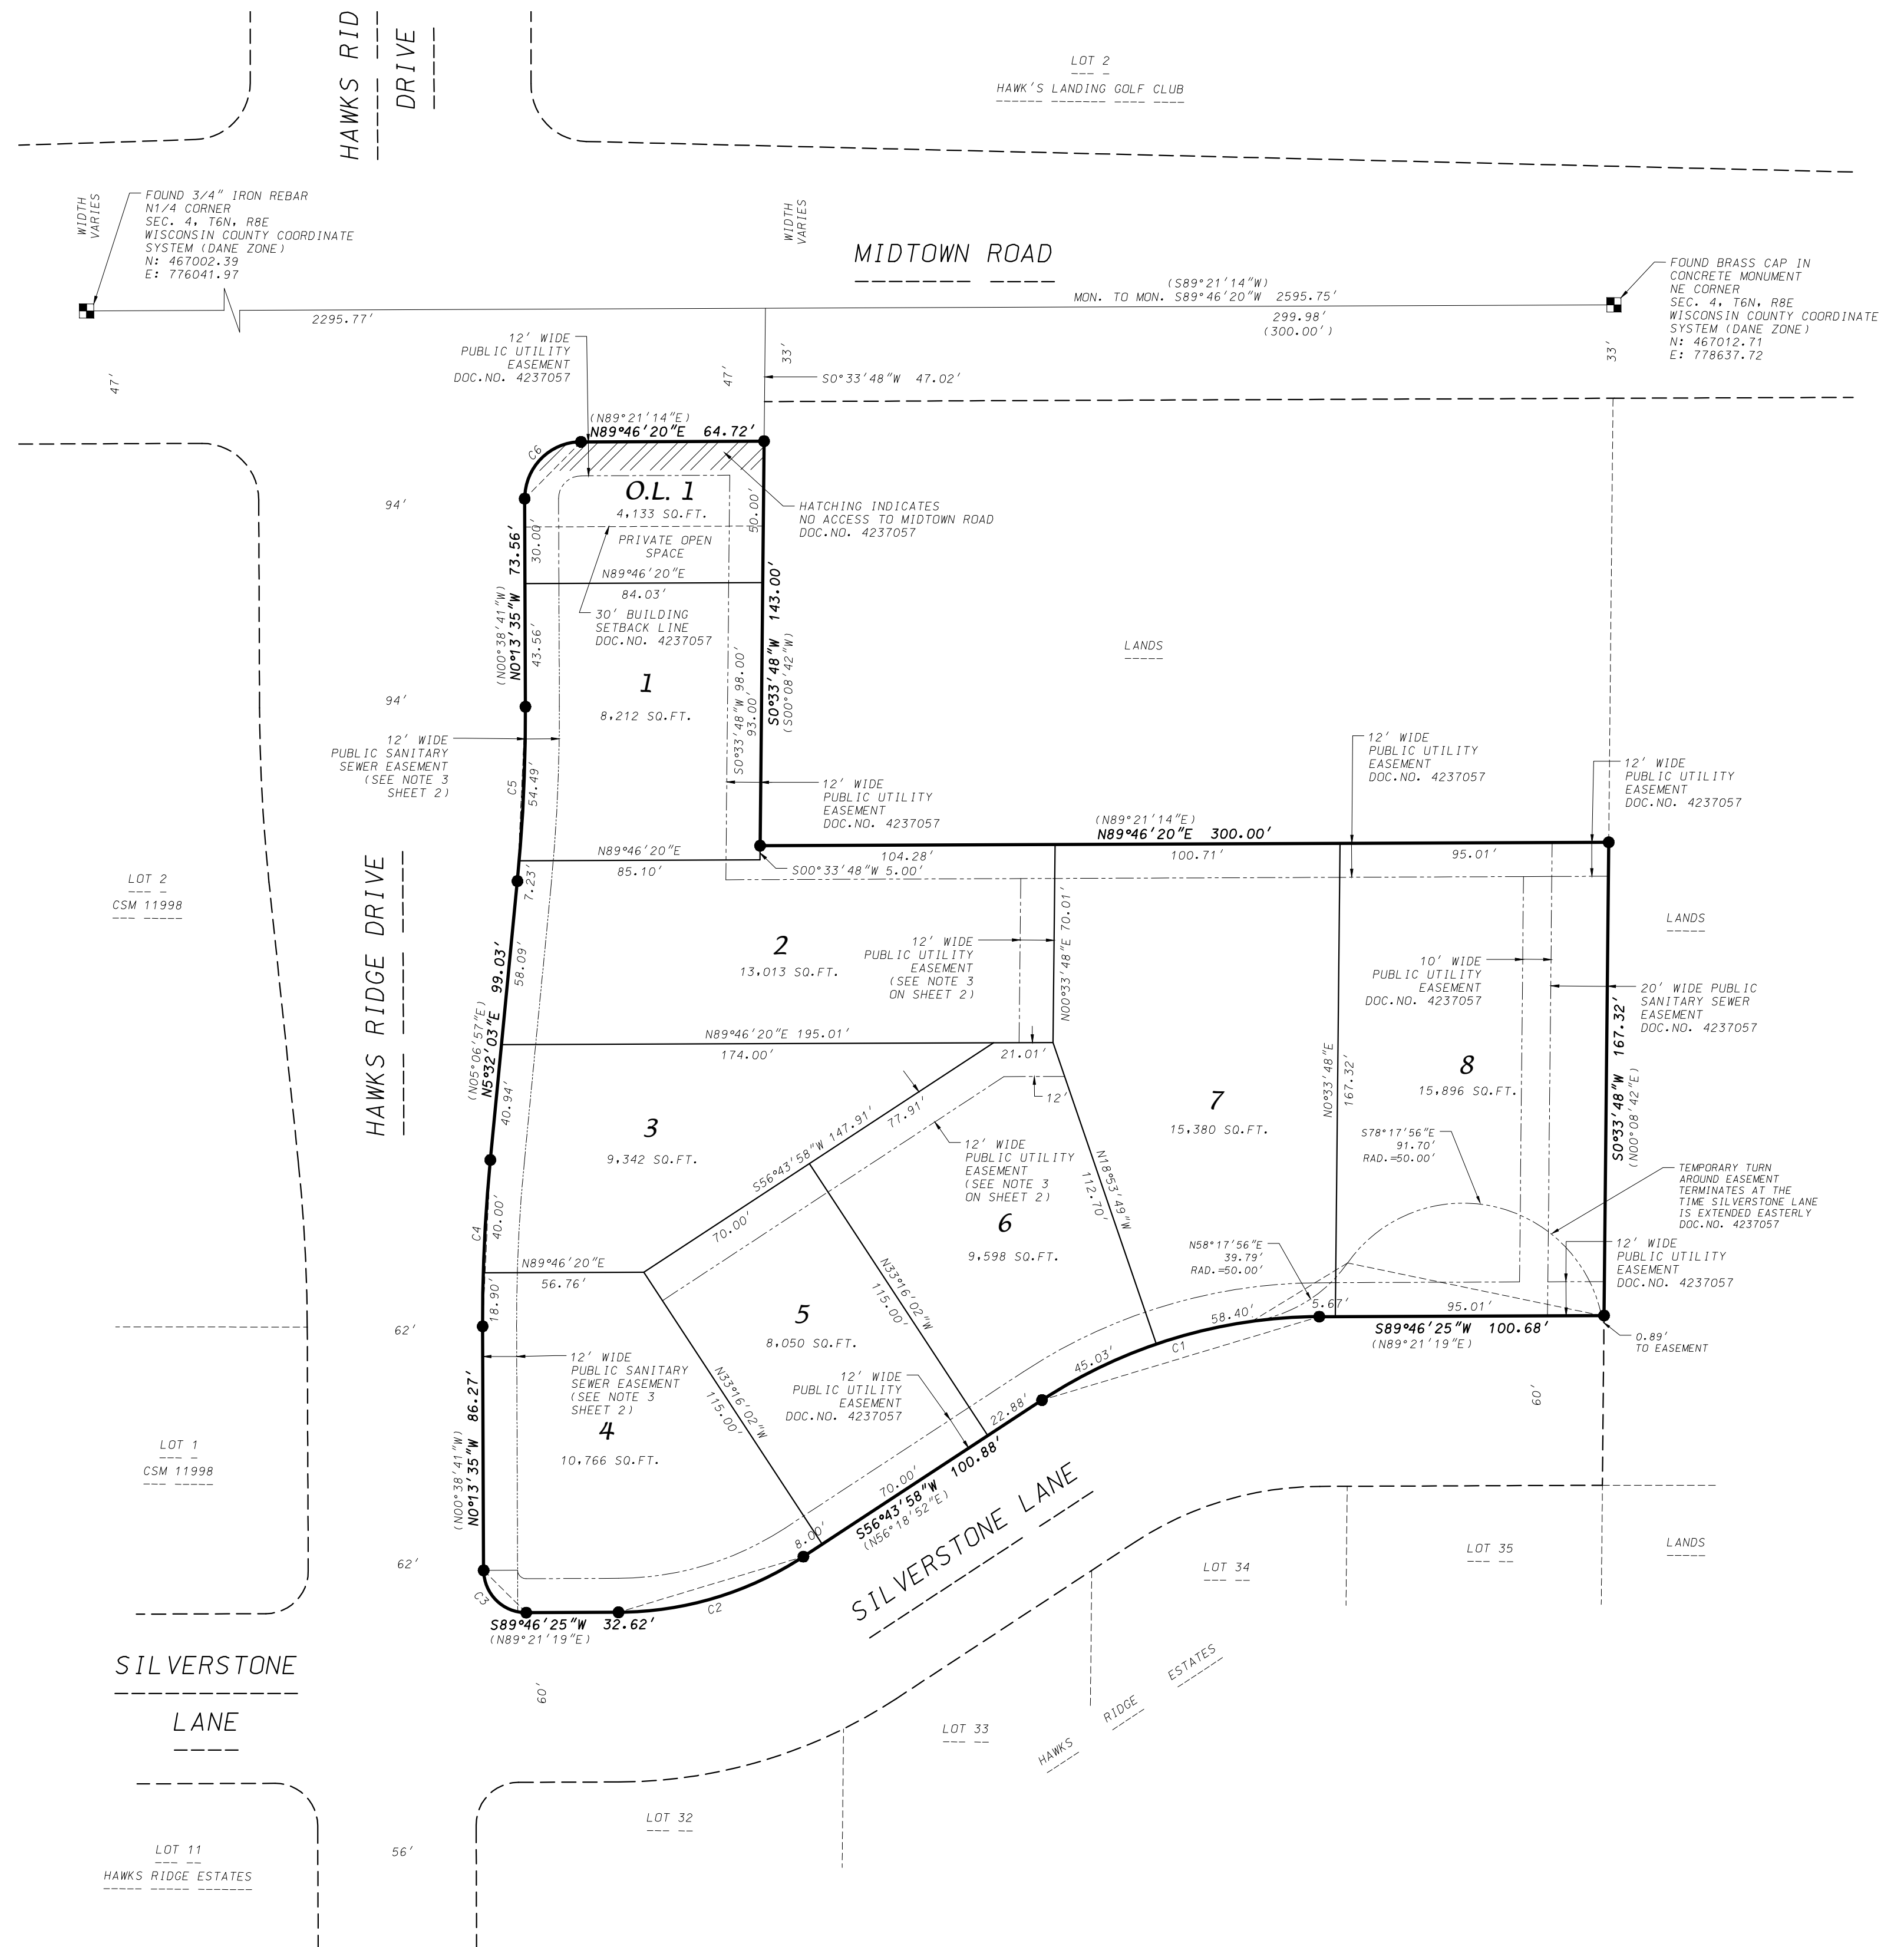 HAWKS RID
DRIVE
LOT 2
HAWK'S LANDING GOLF CLUB
FOUND 3/4" IRON REBAR
N1/4 CORNER
SEC. 4, T6N, R8E
WISCONSIN COUNTY COORDINATE
SYSTEM (DANE ZONE)
N: 467002.39
E: 776041.97
WIDTH
VARIES
WIDTH
VARIES
MIDTOWN ROAD
(S89°21'14"W)
MON. TO MON. S89°46'20"W 2595.75'
299.98'
(300.00')
2295.77'
FOUND BRASS CAP IN
CONCRETE MONUMENT
NE CORNER
SEC. 4, T6N, R8E
WISCONSIN COUNTY COORDINATE
SYSTEM (DANE ZONE)
N: 467012.71
E: 778637.72
12' WIDE
PUBLIC UTILITY
EASEMENT
DOC.NO. 4237057
47'
47'
33'
33'
S0°33'48"W 47.02'
(N89°21'14"E)
N89°46'20"E 64.72'
C6
O.L. 1
4,133 SQ.FT.
PRIVATE OPEN
SPACE
50.00'
30.00'
HATCHING INDICATES
NO ACCESS TO MIDTOWN ROAD
DOC.NO. 4237057
94'
N89°46'20"E
84.03'
30' BUILDING
SETBACK LINE
DOC.NO. 4237057
(N00°38'41"W)
N0°13'35"W 73.56'
43.56'
1
8,212 SQ.FT.
S0°33'48"W 98.00'
93.00'
S0°33'48"W 143.00'
(S00°08'42"W)
LANDS
94'
12' WIDE
PUBLIC SANITARY
SEWER EASEMENT
(SEE NOTE 3
SHEET 2)
C5
54.49'
12' WIDE
PUBLIC UTILITY
EASEMENT
DOC.NO. 4237057
12' WIDE
PUBLIC UTILITY
EASEMENT
DOC.NO. 4237057
12' WIDE
PUBLIC UTILITY
EASEMENT
DOC.NO. 4237057
(N89°21'14"E)
N89°46'20"E 300.00'
N89°46'20"E
85.10'
S00°33'48"W 5.00'
104.28'
100.71'
95.01'
7.23'
LOT 2
CSM 11998
HAWKS RIDGE DRIVE
2
13,013 SQ.FT.
12' WIDE
PUBLIC UTILITY
EASEMENT
(SEE NOTE 3
ON SHEET 2)
N00°33'48"E 70.01'
10' WIDE
PUBLIC UTILITY
EASEMENT
DOC.NO. 4237057
LANDS
20' WIDE PUBLIC
SANITARY SEWER
EASEMENT
DOC.NO. 4237057
(N05°06'57"E)
N5°32'03"E 99.03'
58.09'
40.94'
N89°46'20"E 195.01'
174.00'
21.01'
12'
3
9,342 SQ.FT.
S56°43'58"W 147.91'
77.91'
70.00'
12' WIDE
PUBLIC UTILITY
EASEMENT
(SEE NOTE 3
ON SHEET 2)
7
15,380 SQ.FT.
N0°33'48"E
167.32'
8
15,896 SQ.FT.
S78°17'56"E
91.70'
RAD.=50.00'
S0°33'48"W 167.32'
(N00°08'42"E)
TEMPORARY TURN
AROUND EASEMENT
TERMINATES AT THE
TIME SILVERSTONE LANE
IS EXTENDED EASTERLY
DOC.NO. 4237057
6
9,598 SQ.FT.
N18°53'49"W
112.70'
N58°17'56"E
39.79'
RAD.=50.00'
12' WIDE
PUBLIC UTILITY
EASEMENT
DOC.NO. 4237057
C4
40.00'
N89°46'20"E
56.76'
18.90'
5
8,050 SQ.FT.
N33°16'02"W
115.00'
N33°16'02"W
115.00'
58.40'
5.67'
95.01'
S89°46'25"W 100.68'
(N89°21'19"E)
0.89'
TO EASEMENT
C1
45.03'
62'
12' WIDE
PUBLIC SANITARY
SEWER EASEMENT
(SEE NOTE 3
SHEET 2)
12' WIDE
PUBLIC UTILITY
EASEMENT
DOC.NO. 4237057
60'
4
10,766 SQ.FT.
(N00°38'41"W)
N0°13'35"W 86.27'
22.88'
70.00'
8.00'
S56°43'58"W 100.88'
(N56°18'52"E)
SILVERSTONE LANE
LOT 1
CSM 11998
62'
C3
C2
S89°46'25"W 32.62'
(N89°21'19"E)
LOT 34
LOT 35
LANDS
SILVERSTONE
LANE
60'
LOT 33
HAWKS RIDGE ESTATES
LOT 32
LOT 11
HAWKS RIDGE ESTATES
56'